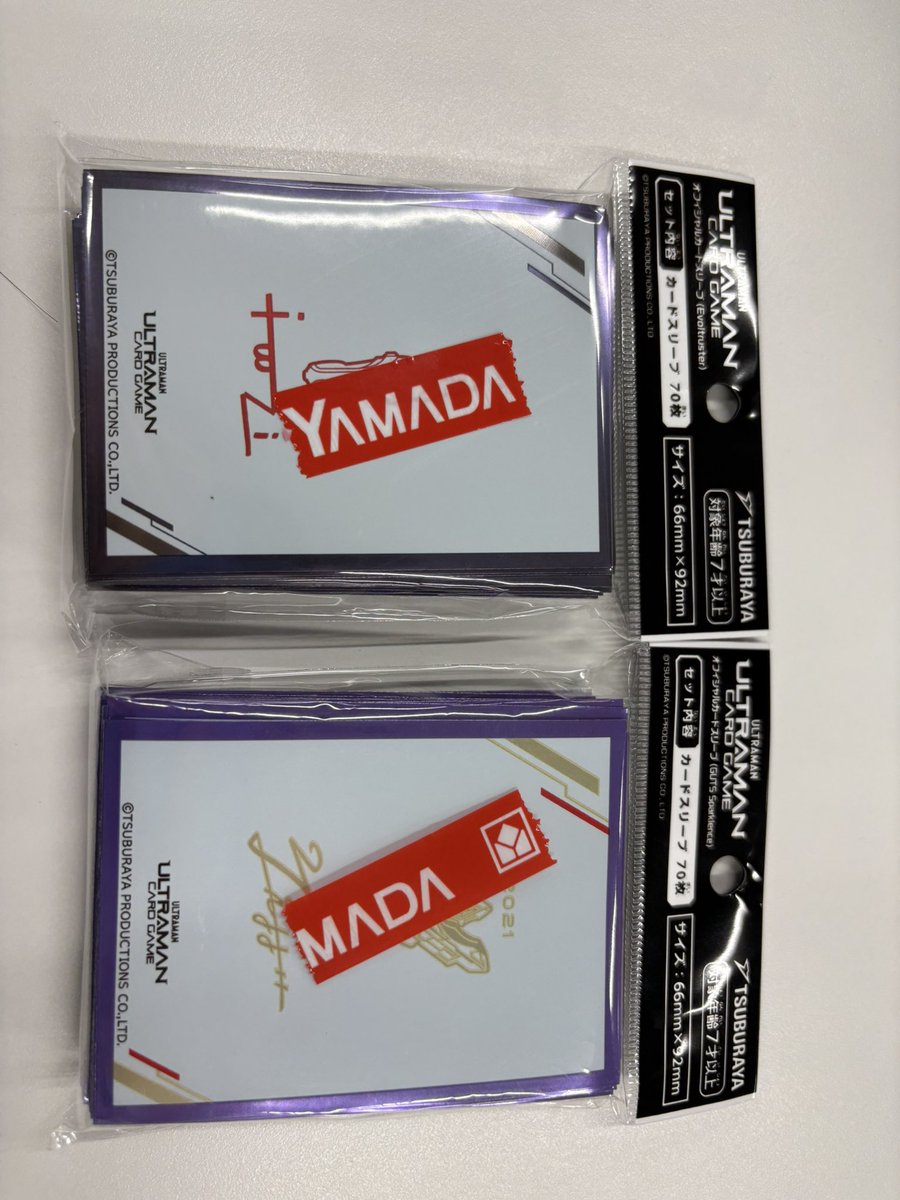 ULTRAMAN
ULTRAMAN
CARD GAME
オフィシャルカードスリーブ (Evoltruster)
セット内容 カードスリーブ 70枚
©TSUBURAYA PRODUCTIONS CO., LTD
TSUBURAYA
対象年齢7才以上
サイズ:66mm×92mm
YAMADA
ULTRAMAN
ULTRAMAN
CARD GAME
©TSUBURAYA PRODUCTIONS CO.,LTD.
ULTRAMAN
ULTRAMAN
CARD GAME
オフィシャルカードスリーブ (GUTS Sparklence)
セット内容 カードスリーブ 70枚
©TSUBURAYA PRODUCTIONS CO., LTD
TSUBURAYA
対象年齢7才以上
サイズ:66mm×92mm
2021
MADA
ULTRAMAN
ULTRAMAN
CARD GAME
©TSUBURAYA PRODUCTIONS CO.,LTD.